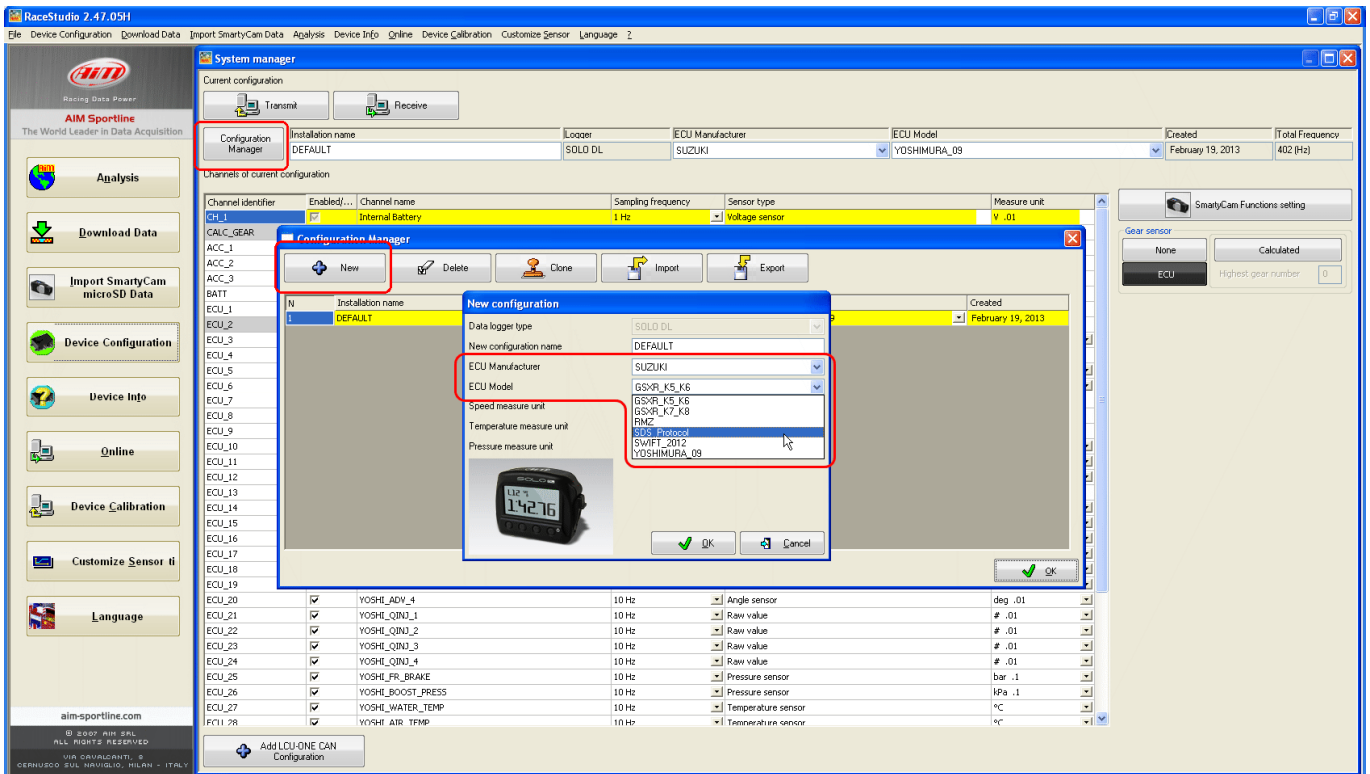 RaceStudio 2.47.05H
File Device Configuration Download Data Import SmartyCam Data Analysis Device Info Online Device Calibration Customize Sensor Language ?
AiM
Racing Data Power
AIM Sportline
The World Leader in Data Acquisition
Analysis
Download Data
Import SmartyCam
microSD Data
Device Configuration
Device Info
Online
Device Calibration
Customize Sensor ti
Language
aim-sportline.com
© 2007 AIM SRL
ALL RIGHTS RESERVED
VIA CAVALCANTI, 8
CERNUSCO SUL NAVIGLIO, MILAN - ITALY
System manager
Current configuration
Transmit Receive
Configuration
Manager
Installation name Logger ECU Manufacturer ECU Model Created Total Frequency
DEFAULT SOLO DL SUZUKI YOSHIMURA_09 February 19, 2013 402 (Hz)
Channels of current configuration
Channel identifier Enabled/... Channel name Sampling frequency Sensor type Measure unit
CH_1 Internal Battery 1 Hz Voltage sensor V .01
CALC_GEAR
ACC_1
ACC_2
ACC_3
BATT
ECU_1
ECU_2
ECU_3
ECU_4
ECU_5
ECU_6
ECU_7
ECU_8
ECU_9
ECU_10
ECU_11
ECU_12
ECU_13
ECU_14
ECU_15
ECU_16
ECU_17
ECU_18
ECU_19
ECU_20 YOSHI_ADV_4 10 Hz Angle sensor deg .01
ECU_21 YOSHI_QINJ_1 10 Hz Raw value # .01
ECU_22 YOSHI_QINJ_2 10 Hz Raw value # .01
ECU_23 YOSHI_QINJ_3 10 Hz Raw value # .01
ECU_24 YOSHI_QINJ_4 10 Hz Raw value # .01
ECU_25 YOSHI_FR_BRAKE 10 Hz Pressure sensor bar .1
ECU_26 YOSHI_BOOST_PRESS 10 Hz Pressure sensor kPa .1
ECU_27 YOSHI_WATER_TEMP 10 Hz Temperature sensor °C
ECU_28 YOSHI_AIR_TEMP 10 Hz Temperature sensor °C
Add LCU-ONE CAN
Configuration
Configuration Manager
New Delete Clone Import Export
N Installation name Created
1 DEFAULT 9 February 19, 2013
OK
New configuration
Data logger type SOLO DL
New configuration name DEFAULT
ECU Manufacturer SUZUKI
ECU Model GSXR_K5_K6
Speed measure unit
Temperature measure unit
Pressure measure unit
GSXR_K5_K6
GSXR_K7_K8
RMZ
SDS_Protocol
SWIFT_2012
YOSHIMURA_09
SOLO
1:42.76
OK Cancel
SmartyCam Functions setting
Gear sensor
None Calculated
ECU Highest gear number 0